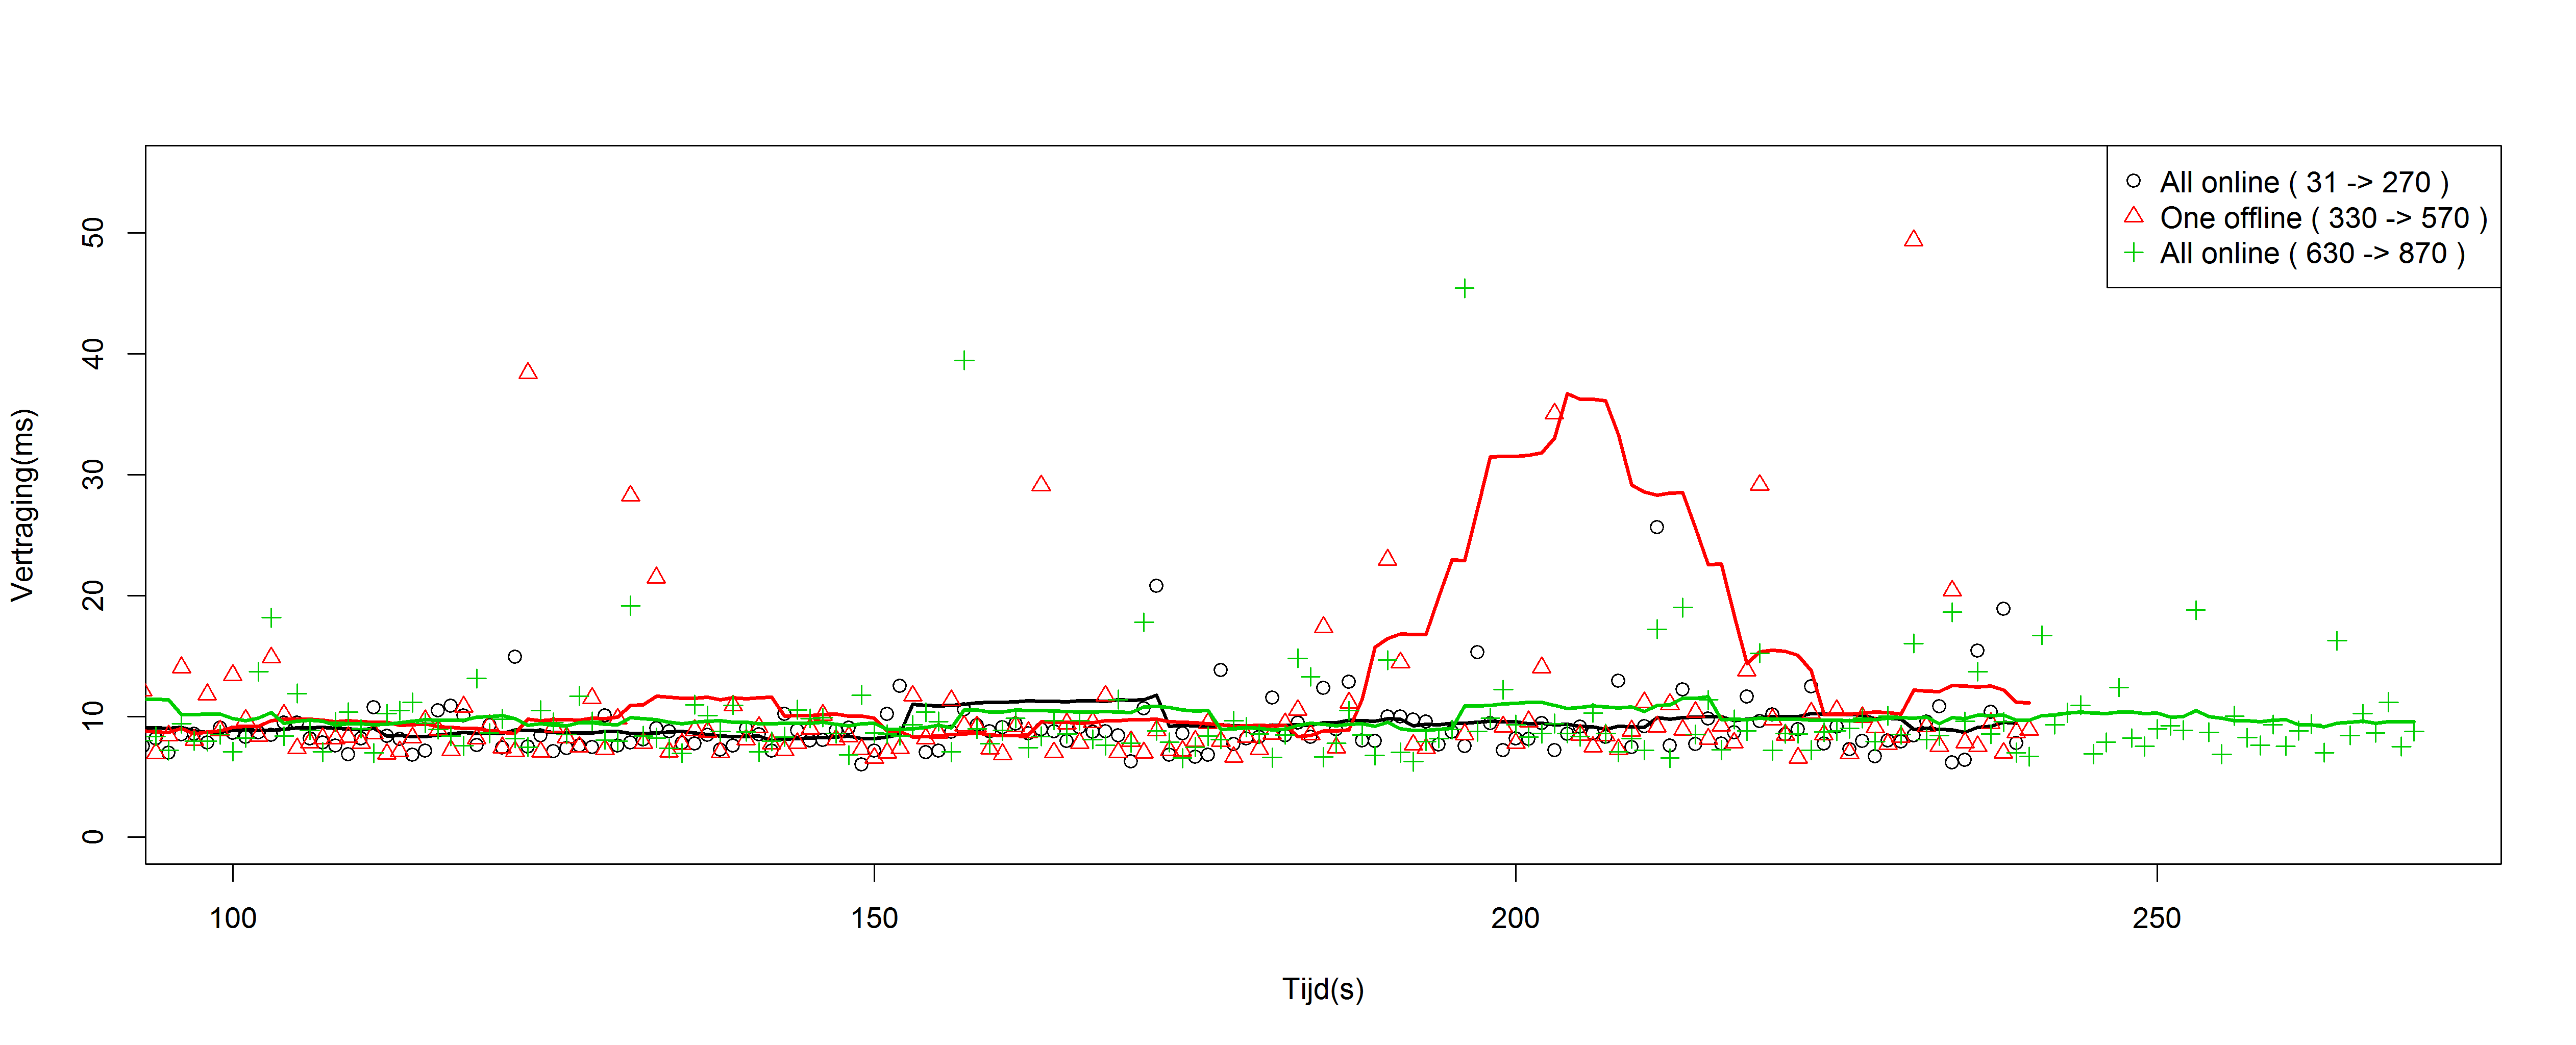 All online ( 31 -> 270 )
One offline ( 330 -> 570 )
All online ( 630 -> 870 )
Vertraging(ms)
50
40
30
20
10
0
100 150 200 250
Tijd(s)